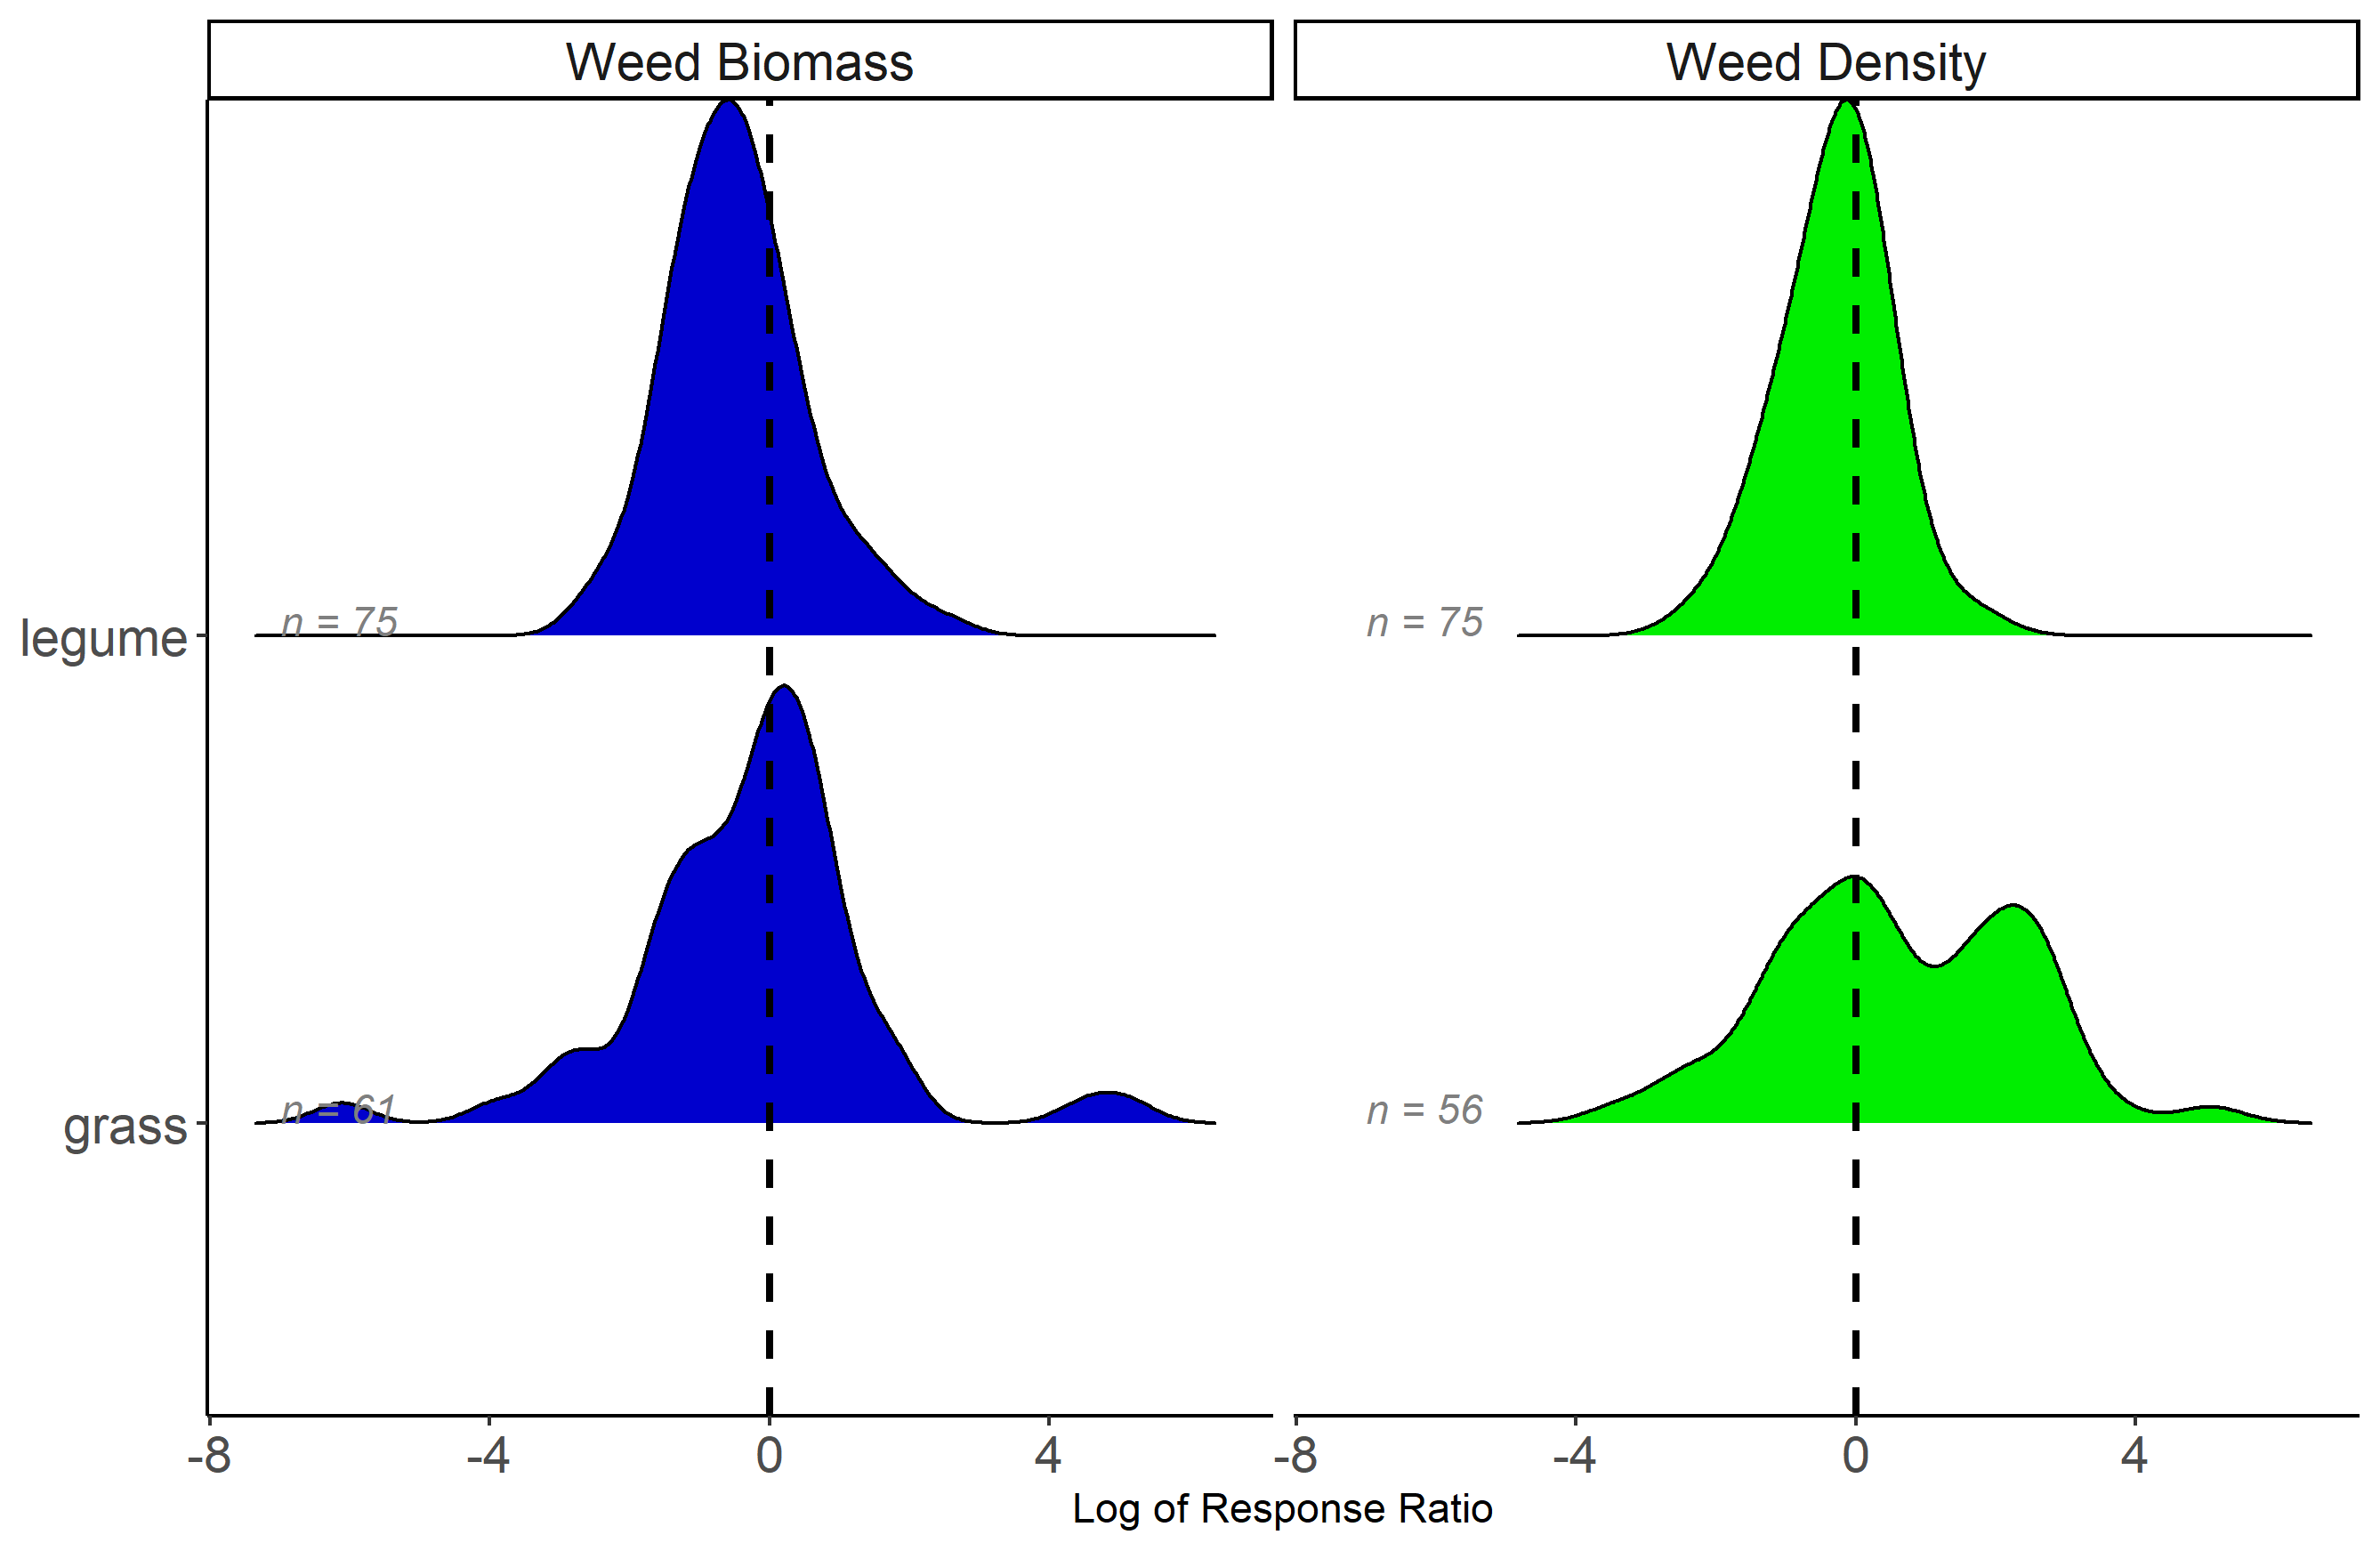 Weed Biomass
Weed Density
legume
n = 75
n = 75
grass
n = 61
n = 56
-8
-4
0
4
-8
-4
0
4
Log of Response Ratio